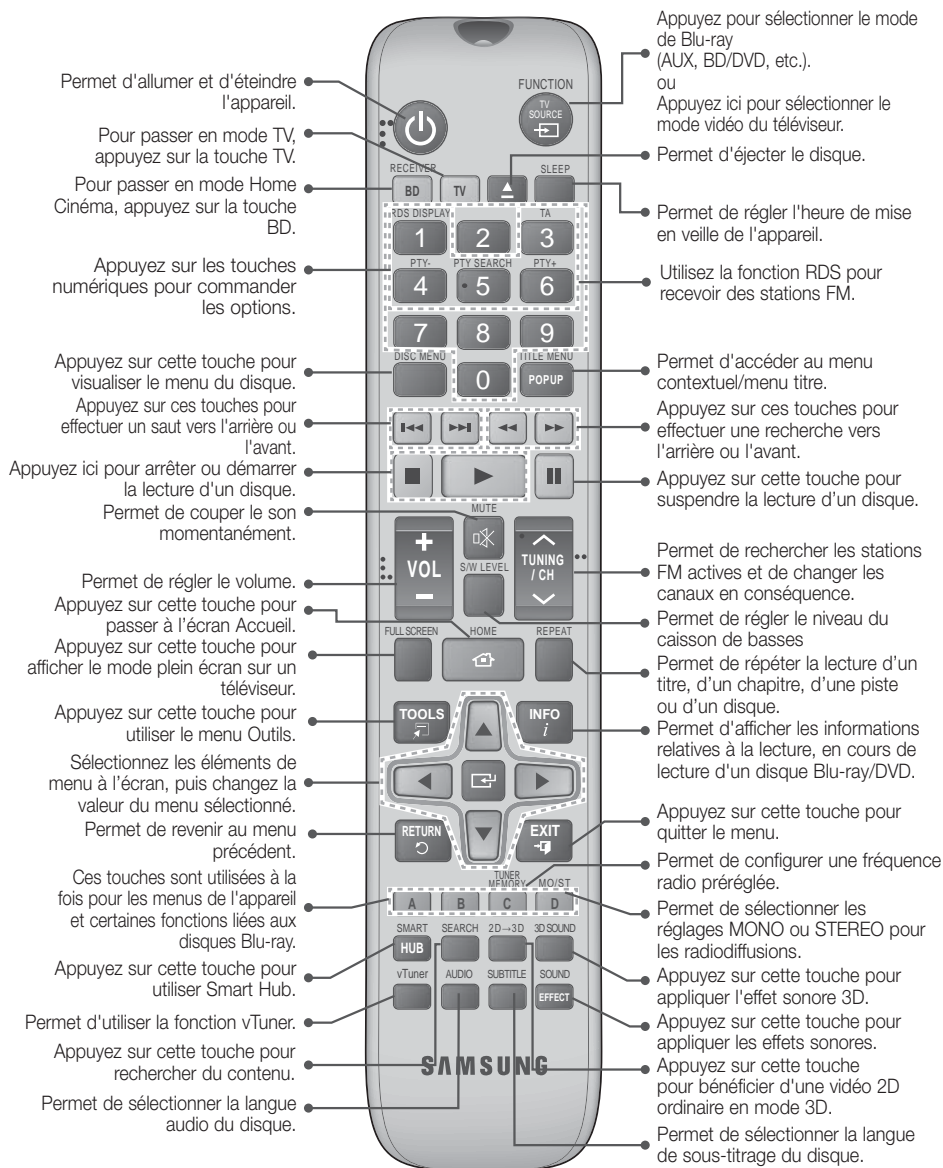 Permet d'allumer et d'éteindre
l'appareil.
Pour passer en mode TV,
appuyez sur la touche TV.
Pour passer en mode Home
Cinéma, appuyez sur la touche
BD.
Appuyez sur les touches
numériques pour commander
les options.
Appuyez sur cette touche pour
visualiser le menu du disque.
Appuyez sur ces touches pour
effectuer un saut vers l'arrière ou
l'avant.
Appuyez ici pour arrêter ou démarrer
la lecture d'un disque.
Permet de couper le son
momentanément.
Permet de régler le volume.
Appuyez sur cette touche pour
passer à l'écran Accueil.
Appuyez sur cette touche pour
afficher le mode plein écran sur un
téléviseur.
Appuyez sur cette touche pour
utiliser le menu Outils.
Sélectionnez les éléments de
menu à l'écran, puis changez la
valeur du menu sélectionné.
Permet de revenir au menu
précédent.
Ces touches sont utilisées à la
fois pour les menus de l'appareil
et certaines fonctions liées aux
disques Blu-ray.
Appuyez sur cette touche pour
utiliser Smart Hub.
Permet d'utiliser la fonction vTuner.
Appuyez sur cette touche pour
rechercher du contenu.
Permet de sélectionner la langue
audio du disque.
FUNCTION
TV
SOURCE
RECEIVER
SLEEP
BD
TV
RDS DISPLAY
TA
1
2
3
PTY-
PTY SEARCH
PTY+
4
5
6
7
8
9
DISC MENU
TITLE MENU
0
POPUP
MUTE
+
VOL
−
TUNING
/ CH
S/W LEVEL
FULL SCREEN
HOME
REPEAT
TOOLS
INFO
i
RETURN
EXIT
TUNER
MEMORY
MO/ST
A
B
C
D
SMART
SEARCH
2D→3D
3D SOUND
HUB
vTuner
AUDIO
SUBTITLE
SOUND
EFFECT
SAMSUNG
Appuyez pour sélectionner le mode
de Blu-ray
(AUX, BD/DVD, etc.).
ou
Appuyez ici pour sélectionner le
mode vidéo du téléviseur.
Permet d'éjecter le disque.
Permet de régler l'heure de mise
en veille de l'appareil.
Utilisez la fonction RDS pour
recevoir des stations FM.
Permet d'accéder au menu
contextuel/menu titre.
Appuyez sur ces touches pour
effectuer une recherche vers
l'arrière ou l'avant.
Appuyez sur cette touche pour
suspendre la lecture d'un disque.
Permet de rechercher les stations
FM actives et de changer les
canaux en conséquence.
Permet de régler le niveau du
caisson de basses
Permet de répéter la lecture d'un
titre, d'un chapitre, d'une piste
ou d'un disque.
Permet d'afficher les informations
relatives à la lecture, en cours de
lecture d'un disque Blu-ray/DVD.
Appuyez sur cette touche pour
quitter le menu.
Permet de configurer une fréquence
radio préréglée.
Permet de sélectionner les
réglages MONO ou STEREO pour
les radiodiffusions.
Appuyez sur cette touche pour
appliquer l'effet sonore 3D.
Appuyez sur cette touche pour
appliquer les effets sonores.
Appuyez sur cette touche
pour bénéficier d'une vidéo 2D
ordinaire en mode 3D.
Permet de sélectionner la langue
de sous-titrage du disque.